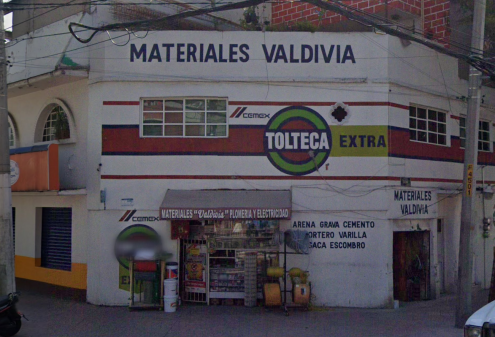 MATERIALES VALDIVIA
CEMEX
TOLTECA EXTRA
CEMEX
MATERIALES "Valdivia" PLOMERIA Y ELECTRICIDAD
MATERIALES
VALDIVIA
ARENA GRAVA CEMENTO
MORTERO VARILLA
SACA ESCOMBRO